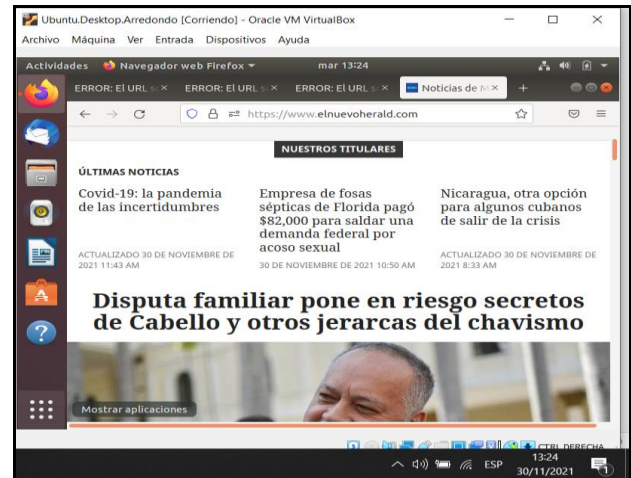 Ubuntu.Desktop.Arredondo [Corriendo] - Oracle VM VirtualBox
Archivo Máquina Ver Entrada Dispositivos Ayuda
Actividades Navegador web Firefox mar 13:24
ERROR: El URL s ERROR: El URL s ERROR: El URL s Noticias de M
https://www.elnuevoherald.com
NUESTROS TITULARES
ÚLTIMAS NOTICIAS
Covid-19: la pandemia
de las incertidumbres
ACTUALIZADO 30 DE NOVIEMBRE DE
2021 11:43 AM
Empresa de fosas
sépticas de Florida pagó
$82,000 para saldar una
demanda federal por
acoso sexual
30 DE NOVIEMBRE DE 2021 10:50 AM
Nicaragua, otra opción
para algunos cubanos
de salir de la crisis
ACTUALIZADO 30 DE NOVIEMBRE DE
2021 8:33 AM
Disputa familiar pone en riesgo secretos
de Cabello y otros jerarcas del chavismo
Mostrar aplicaciones
CTRL DERECHA
ESP
13:24
30/11/2021
1